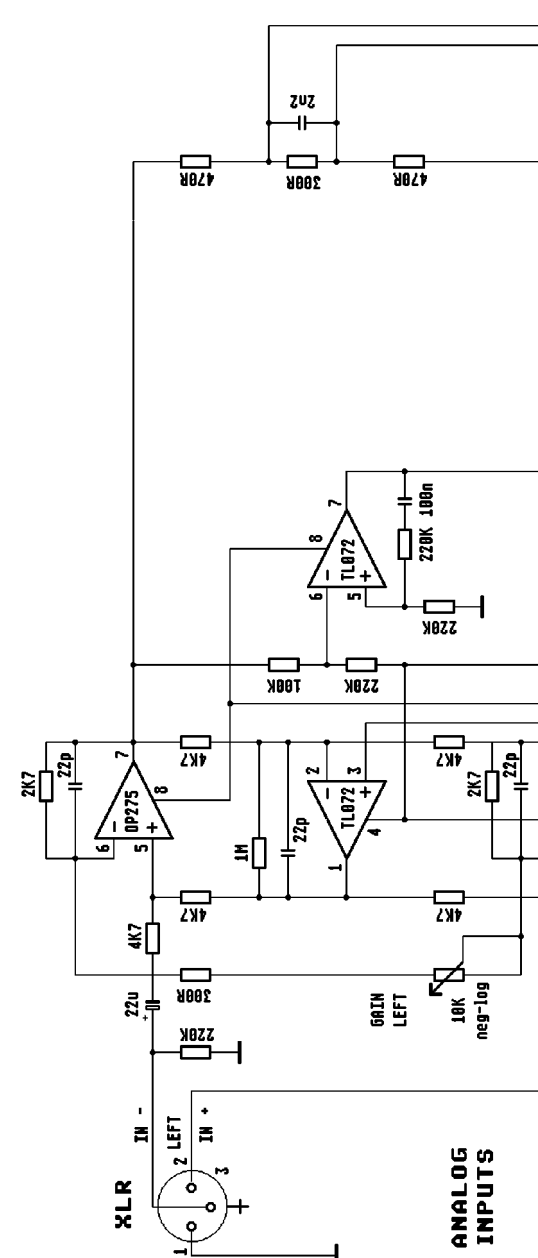 2n2
470R
300R
470R
7
100n
8
TL072
220K
6
5
220K
100K
220K
7
4K7
2
3
4K7
2K7
22p
8
OP275
TL072
2K7
22p
6
5
4
1M
22p
1
4K7
4K7
4K7
300R
22u
+
GAIN
LEFT
10K
neg-log
220K
IN -
LEFT
IN +
2
3
1
XLR
ANALOG
INPUTS